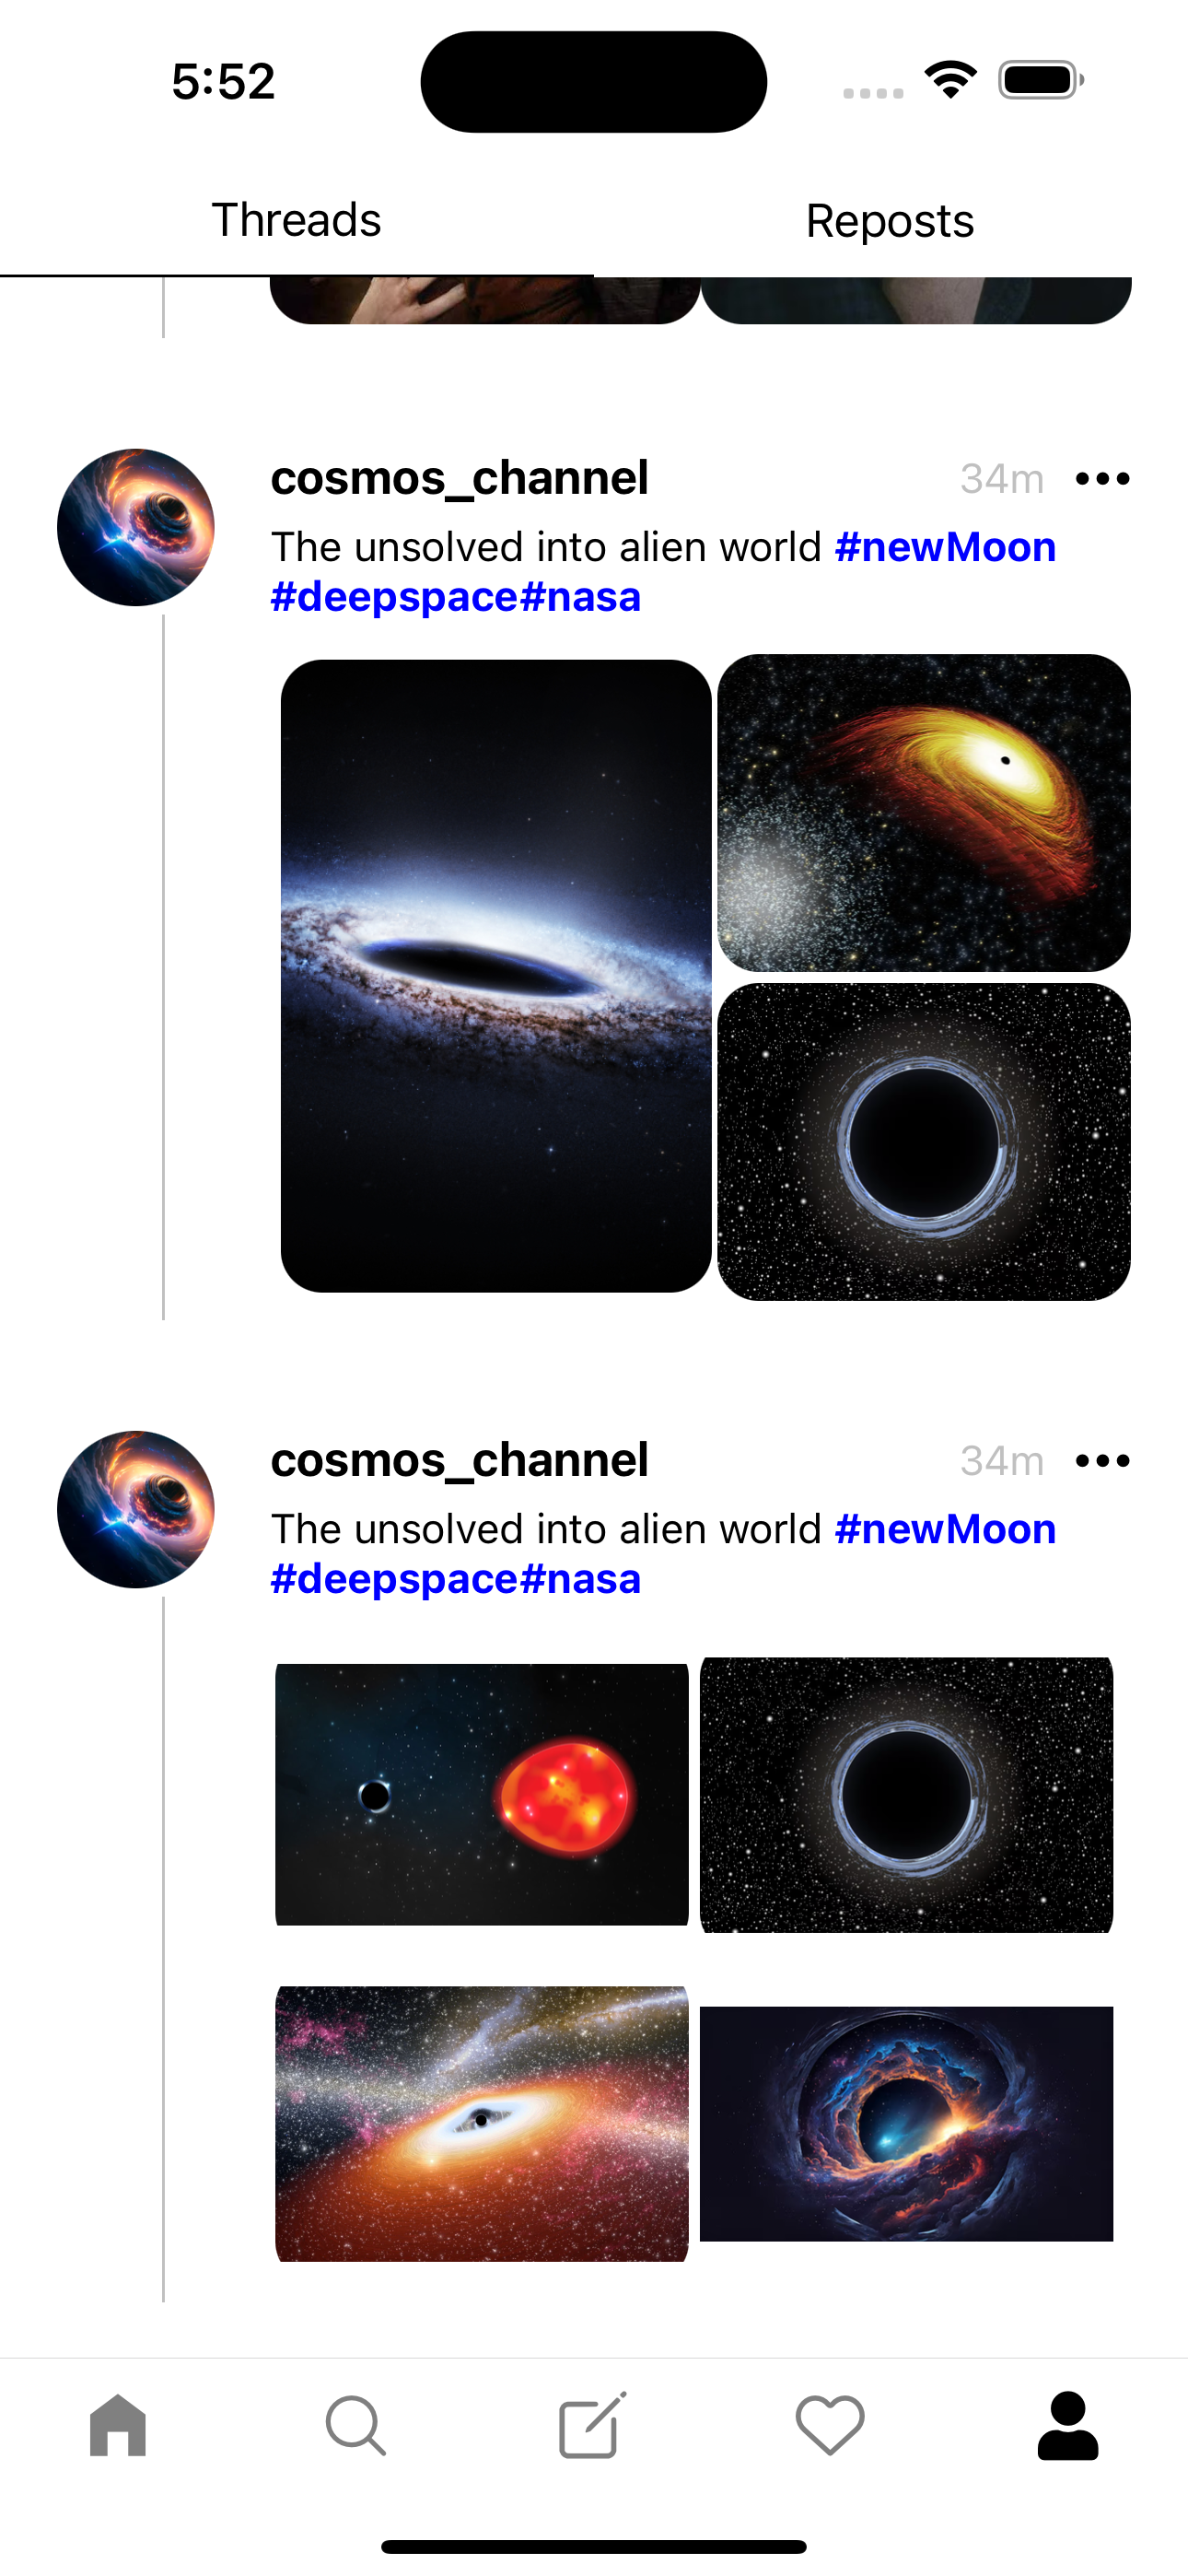 5:52
Threads
Reposts
cosmos_channel
34m
The unsolved into alien world #newMoon
#deepspace#nasa
cosmos_channel
34m
The unsolved into alien world #newMoon
#deepspace#nasa